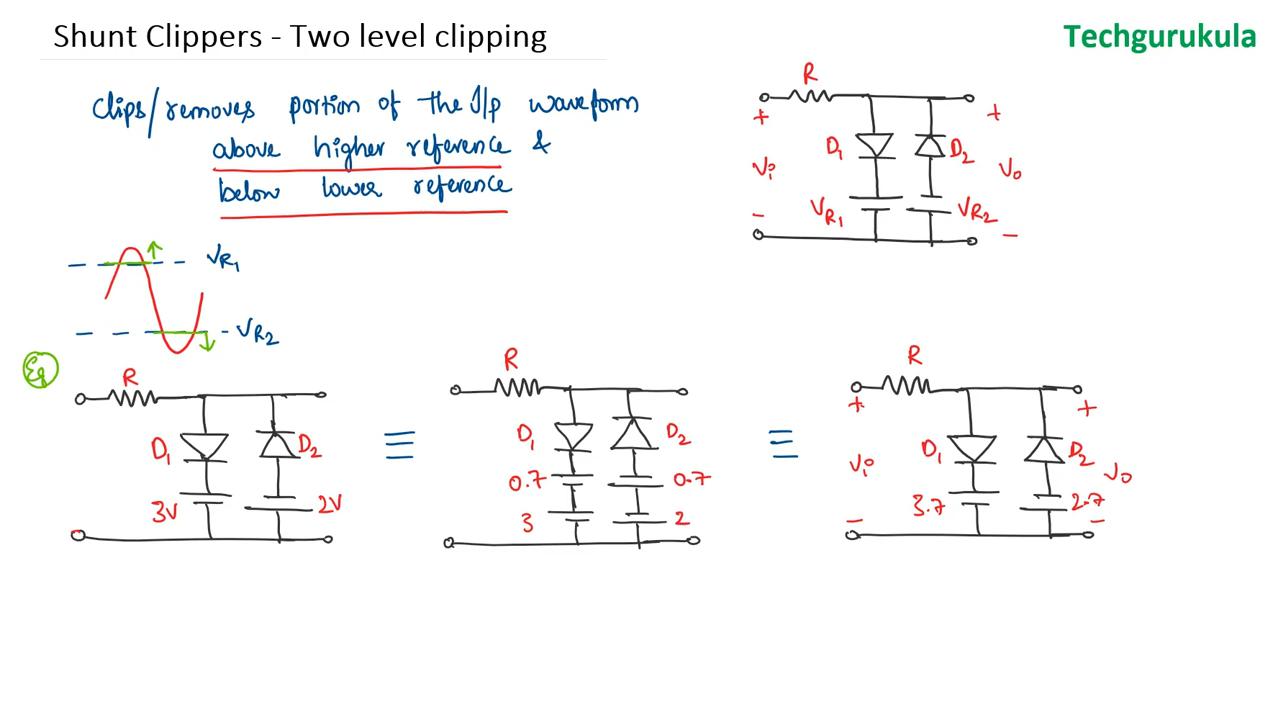 Shunt Clippers - Two level clipping
Techgurukula
Clips/removes portion of the I/p waveform
above higher reference &
below lower reference
R
+ +
D1 D2
Vi Vo
VR1 VR2
- -
VR1
VR2
Eg
R
D1 D2
3V 2V
≡
R
D1 D2
0.7 0.7
3 2
≡
R
+ +
D1 D2
Vi Vo
3.7 2.7
- -